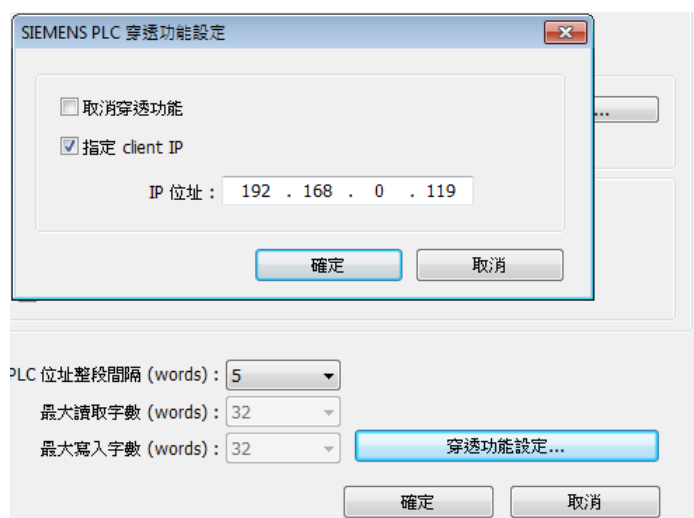 SIEMENS PLC 穿透功能設定
取消穿透功能
指定 client IP
IP 位址：192 . 168 . 0 . 119
確定 取消
...
PLC 位址整段間隔 (words)：5
最大讀取字數 (words)：32
最大寫入字數 (words)：32 穿透功能設定...
確定 取消